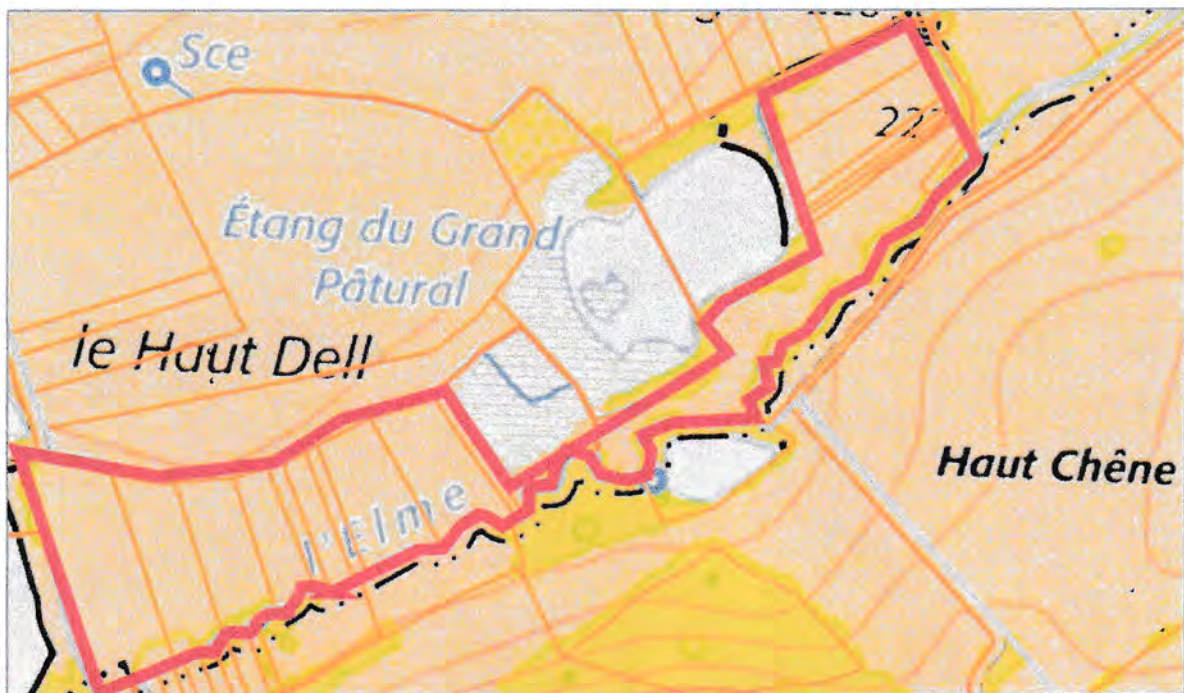 Sce
Étang du Grand
Pâtural
le Haut Dell
l'Elme
Haut Chêne